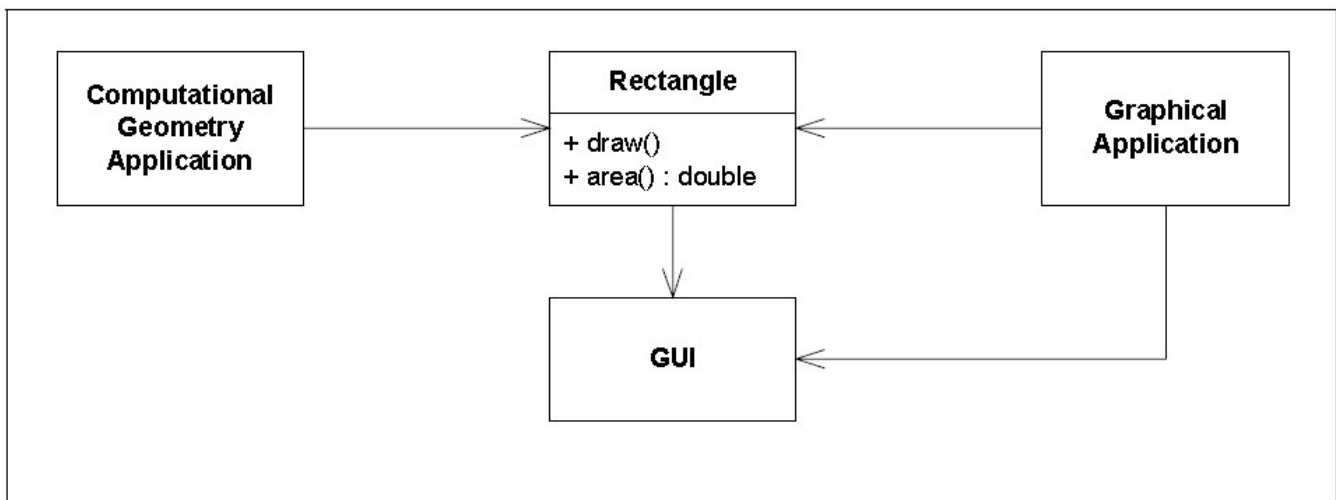 Computational
Geometry
Application
Rectangle
+ draw()
+ area() : double
Graphical
Application
GUI